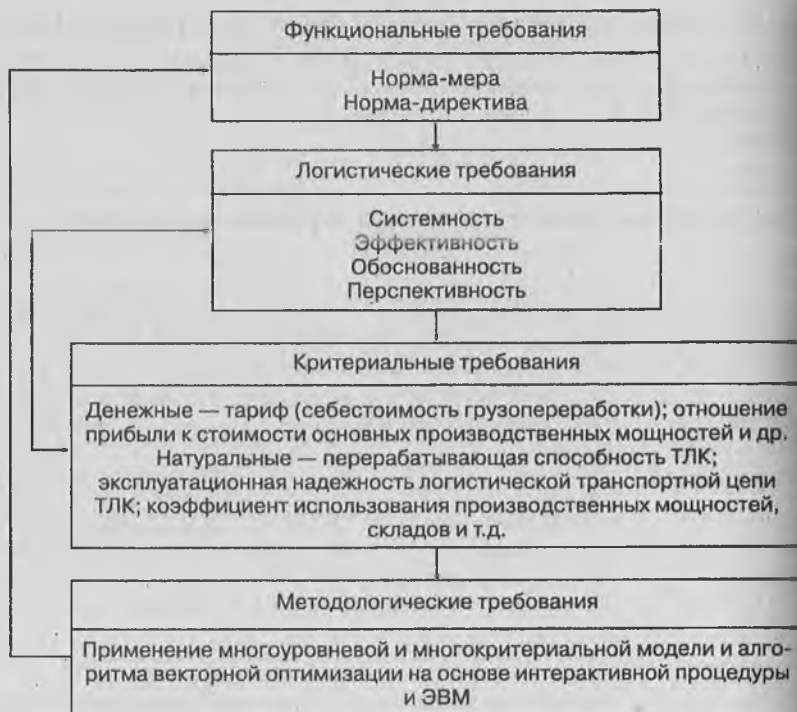 Функциональные требования
Норма-мера
Норма-директива
Логистические требования
Системность
Эффективность
Обоснованность
Перспективность
Критериальные требования
Денежные — тариф (себестоимость грузопереработки); отношение
прибыли к стоимости основных производственных мощностей и др.
Натуральные — перерабатывающая способность ТЛК;
эксплуатационная надежность логистической транспортной цепи
ТЛК; коэффициент использования производственных мощностей,
складов и т.д.
Методологические требования
Применение многоуровневой и многокритериальной модели и алго-
ритма векторной оптимизации на основе интерактивной процедуры
и ЭВМ